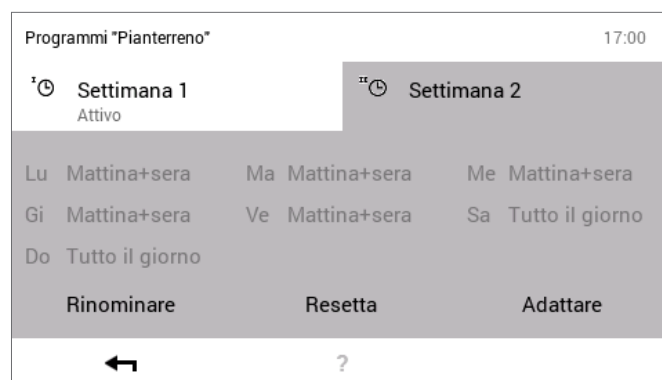 Programmi "Pianterreno" 17:00
I Settimana 1 II Settimana 2
Attivo
Lu Mattina+sera Ma Mattina+sera Me Mattina+sera
Gi Mattina+sera Ve Mattina+sera Sa Tutto il giorno
Do Tutto il giorno
Rinominare Resetta Adattare
?